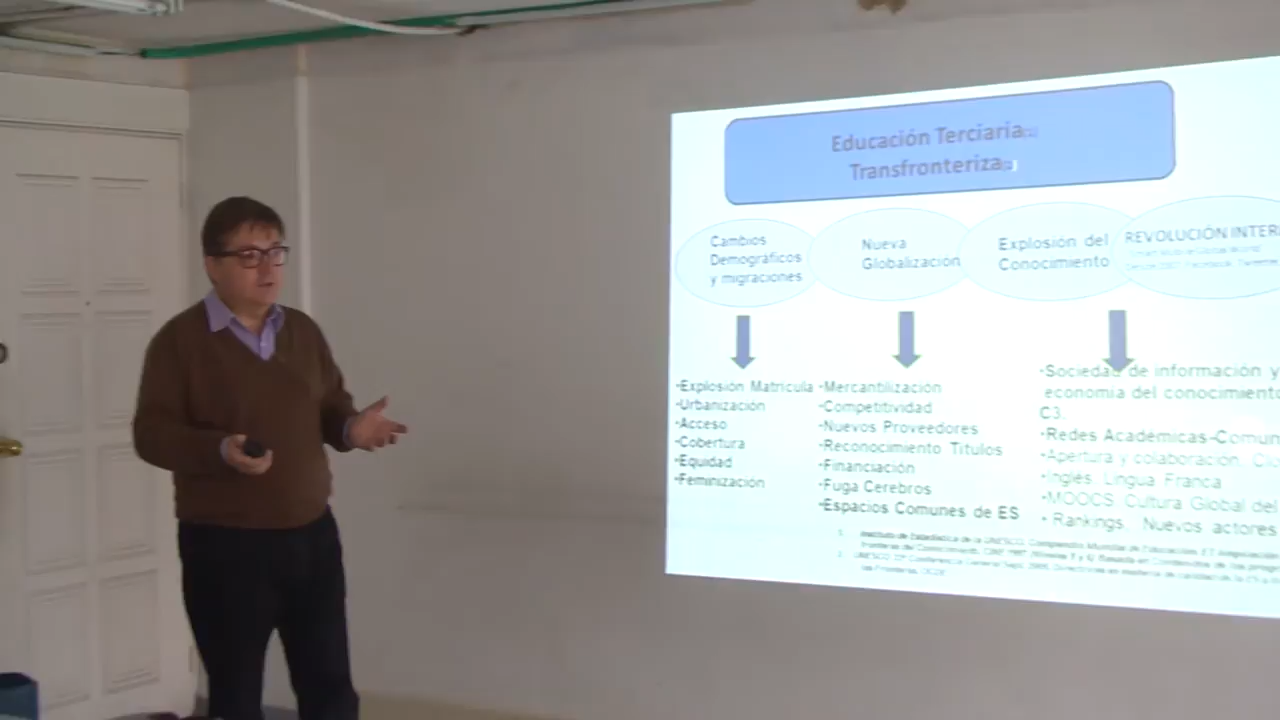 Educación Terciaria
Transfronteriza
Cambios
Demográficos
y migraciones
Nueva
Globalización
Explosión del
Conocimiento
REVOLUCIÓN INTER
•Explosión Matricula
•Urbanización
•Acceso
•Cobertura
•Equidad
•Feminización
•Mercantilización
•Competitividad
•Nuevos Proveedores
•Reconocimiento Titulos
•Financiación
•Fuga Cerebros
•Espacios Comunes de ES
•Sociedad de información y
economía del conocimiento
C3.
•Redes Académicas-Comun
•Apertura y colaboración.
•Inglés. Lingua Franca
•MOOCS. Cultura Global del
• Rankings. Nuevos actores